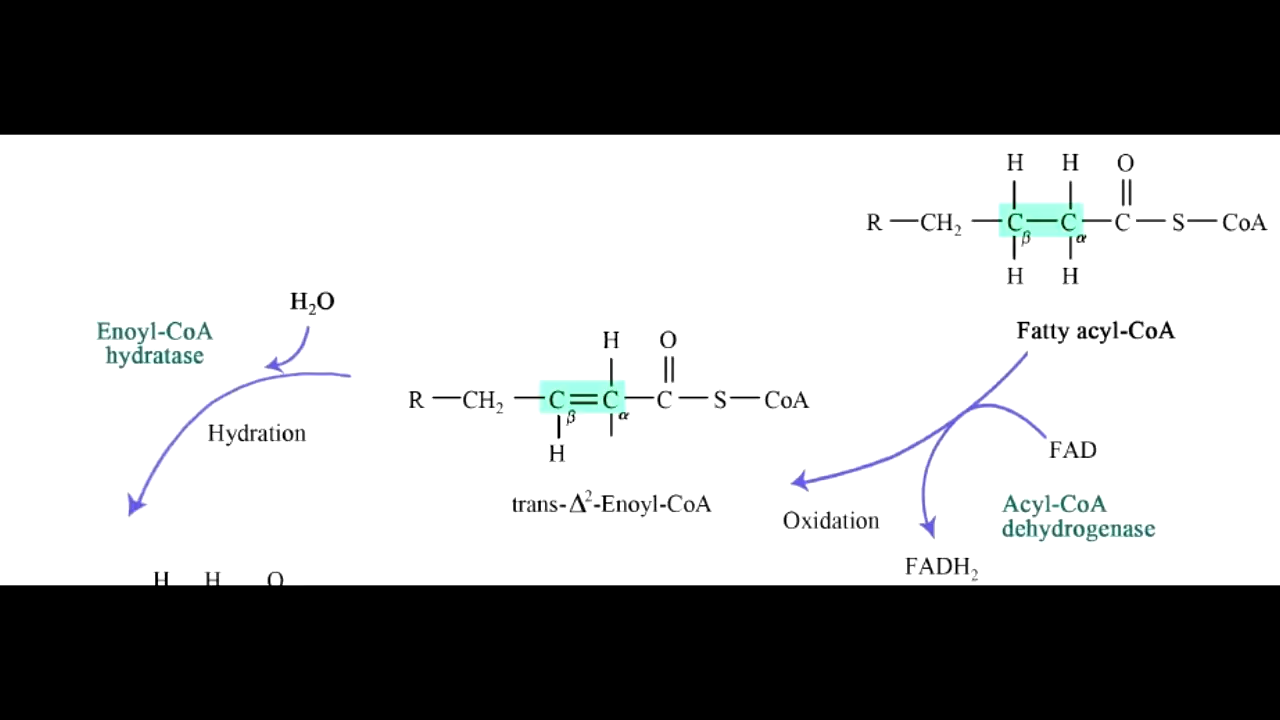 H H O
R — CH₂ — C — C — C — S — CoA
β α
H H
Fatty acyl-CoA
H₂O
Enoyl-CoA
hydratase
Hydration
H O
R — CH₂ — C = C — C — S — CoA
β α
H
trans-Δ²-Enoyl-CoA
FAD
Acyl-CoA
dehydrogenase
Oxidation
FADH₂
H H O